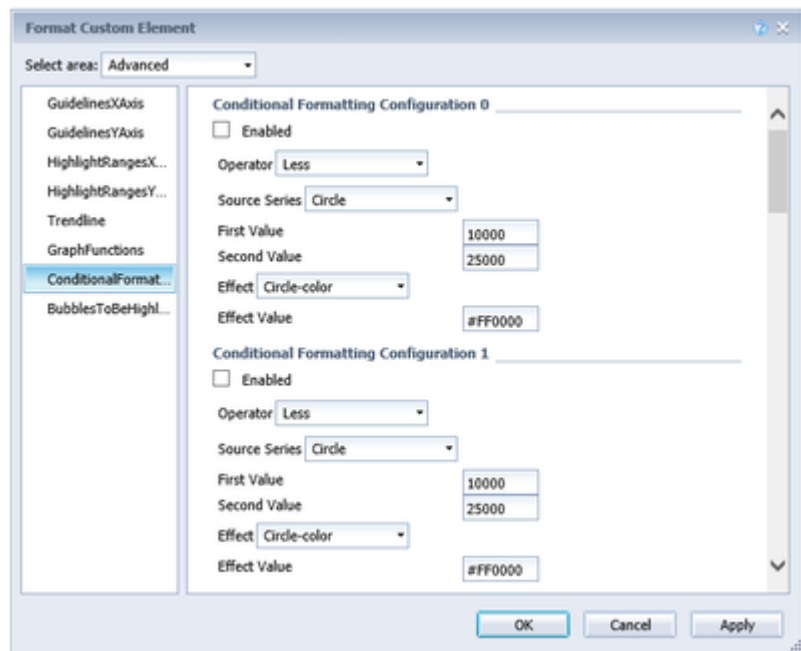 Format Custom Element
Select area: Advanced
GuidelinesXAxis
GuidelinesYAxis
HighlightRangesX...
HighlightRangesY...
Trendline
GraphFunctions
ConditionalFormat...
BubblesToBeHighl...
Conditional Formatting Configuration 0
Enabled
Operator Less
Source Series Circle
First Value 10000
Second Value 25000
Effect Circle-color
Effect Value #FF0000
Conditional Formatting Configuration 1
Enabled
Operator Less
Source Series Circle
First Value 10000
Second Value 25000
Effect Circle-color
Effect Value #FF0000
OK Cancel Apply